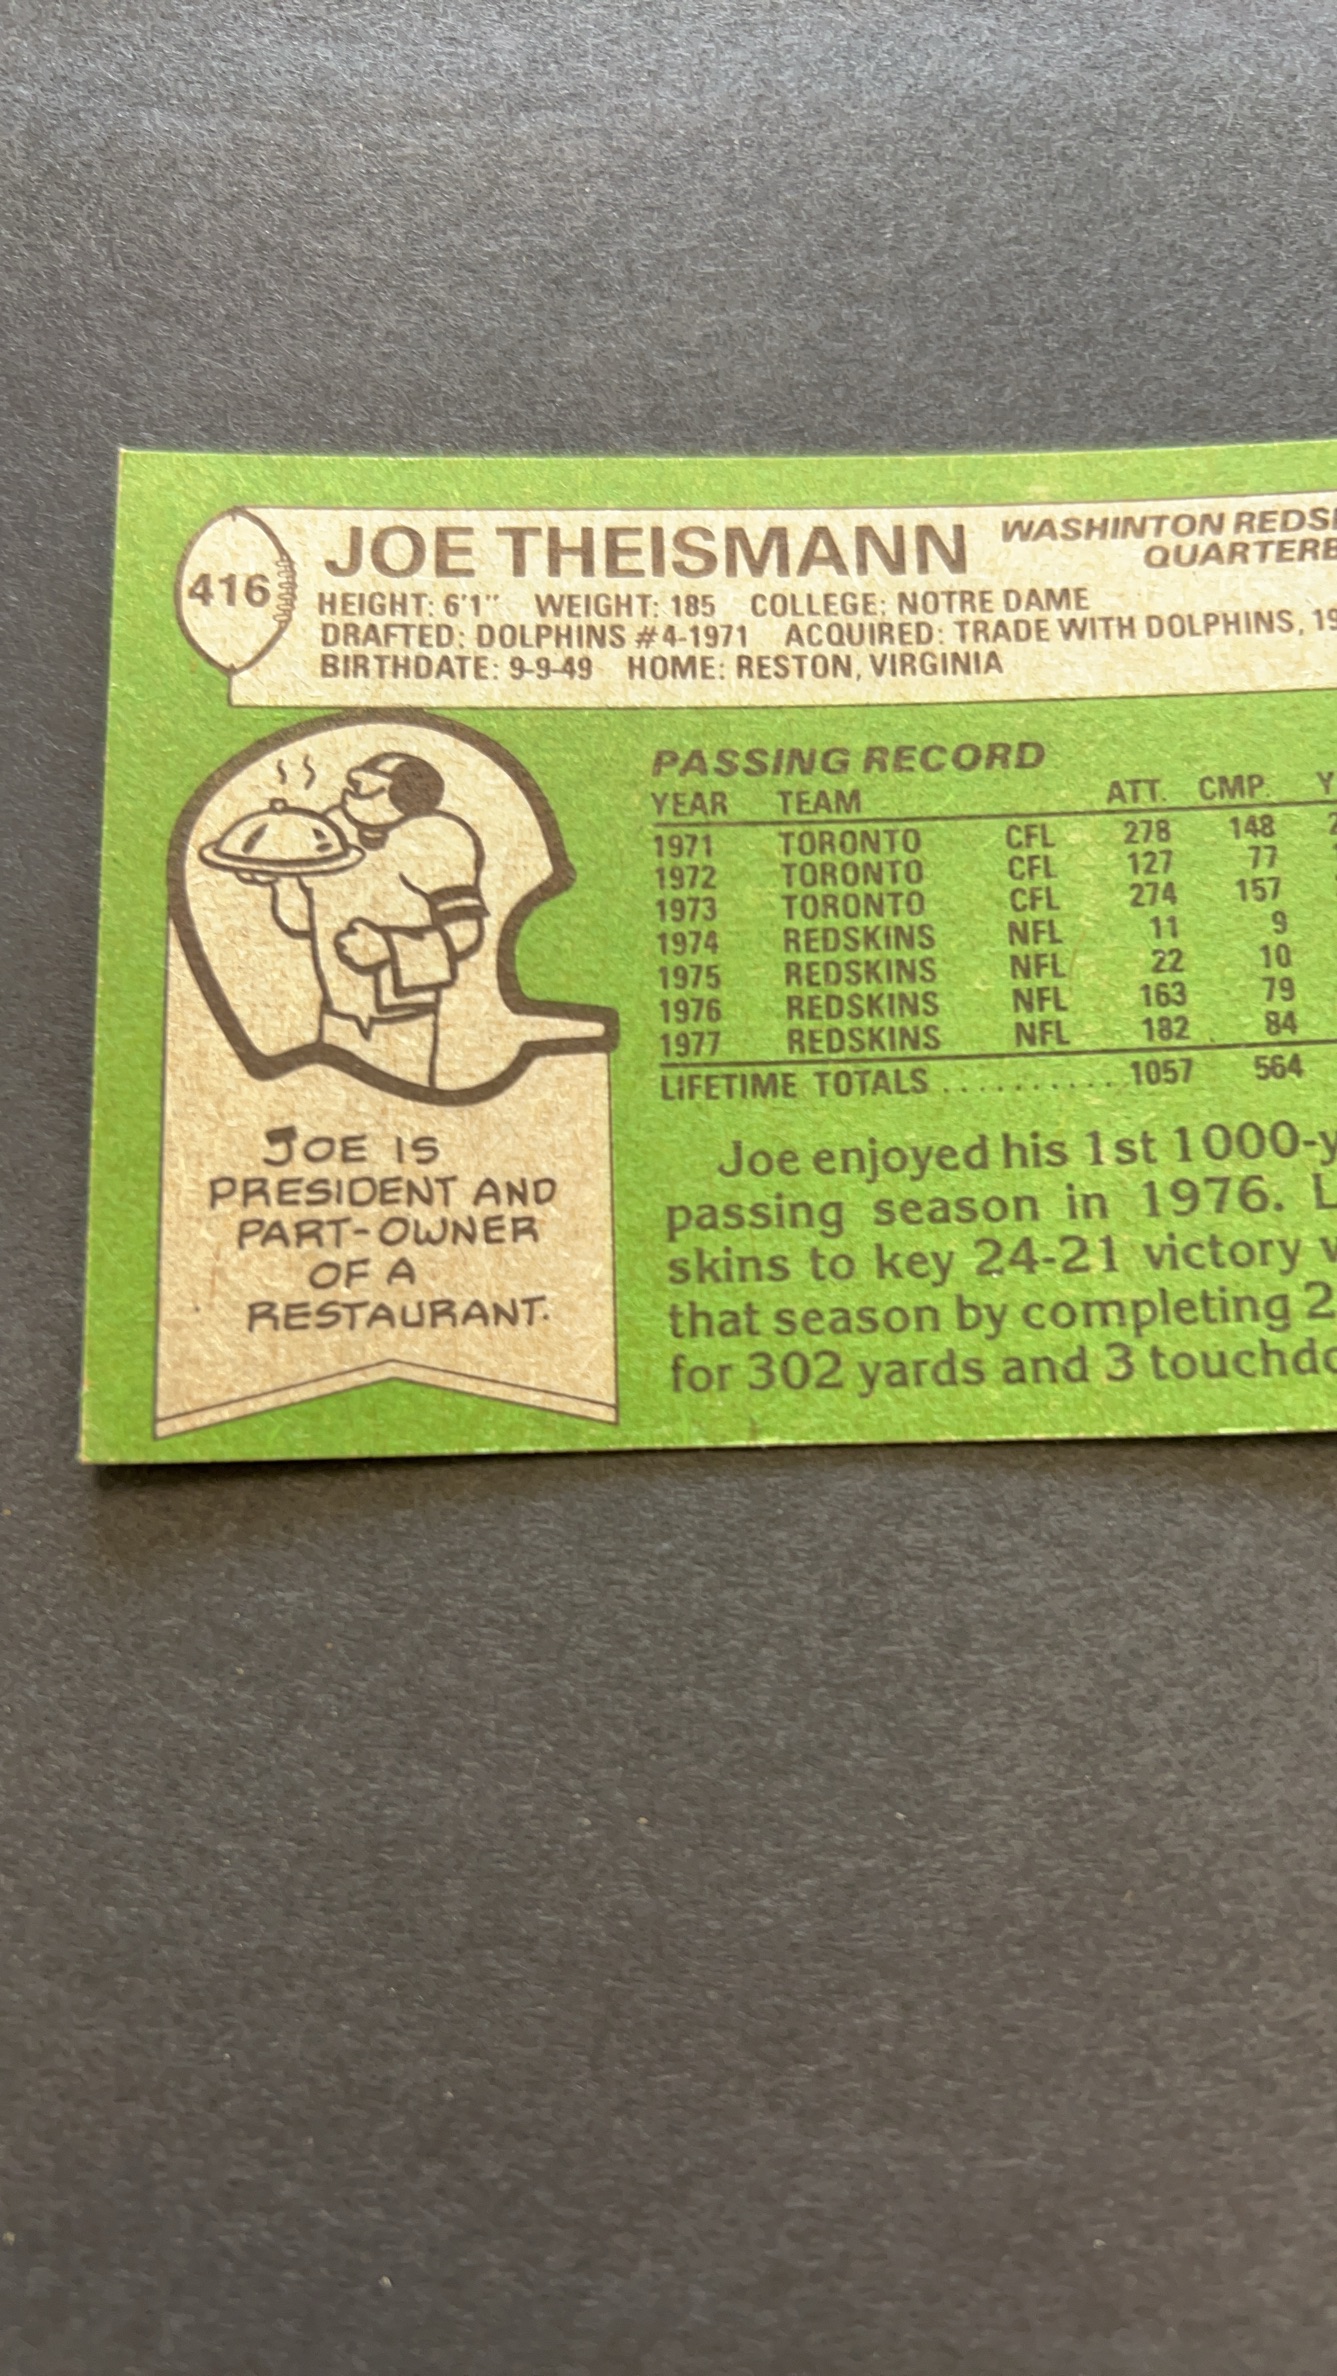 416
JOE THEISMANN
WASHINTON REDS
QUARTERB
HEIGHT: 6'1" WEIGHT: 185 COLLEGE: NOTRE DAME
DRAFTED: DOLPHINS #4-1971 ACQUIRED: TRADE WITH DOLPHINS, 19
BIRTHDATE: 9-9-49 HOME: RESTON, VIRGINIA
JOE IS
PRESIDENT AND
PART-OWNER
OF A
RESTAURANT.
PASSING RECORD
YEAR TEAM ATT. CMP. Y
1971 TORONTO CFL 278 148 2
1972 TORONTO CFL 127 77
1973 TORONTO CFL 274 157
1974 REDSKINS NFL 11 9
1975 REDSKINS NFL 22 10
1976 REDSKINS NFL 163 79
1977 REDSKINS NFL 182 84
LIFETIME TOTALS ........... 1057 564
Joe enjoyed his 1st 1000-y
passing season in 1976. L
skins to key 24-21 victory v
that season by completing 2
for 302 yards and 3 touchdo